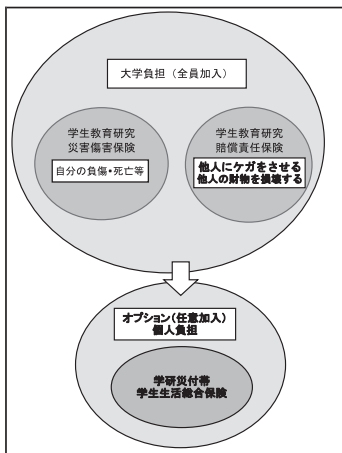 大学負担（全員加入）
学生教育研究
災害傷害保険
自分の負傷・死亡等
学生教育研究
賠償責任保険
他人にケガをさせる
他人の財物を損壊する
オプション（任意加入）
個人負担
学研災付帯
学生生活総合保険